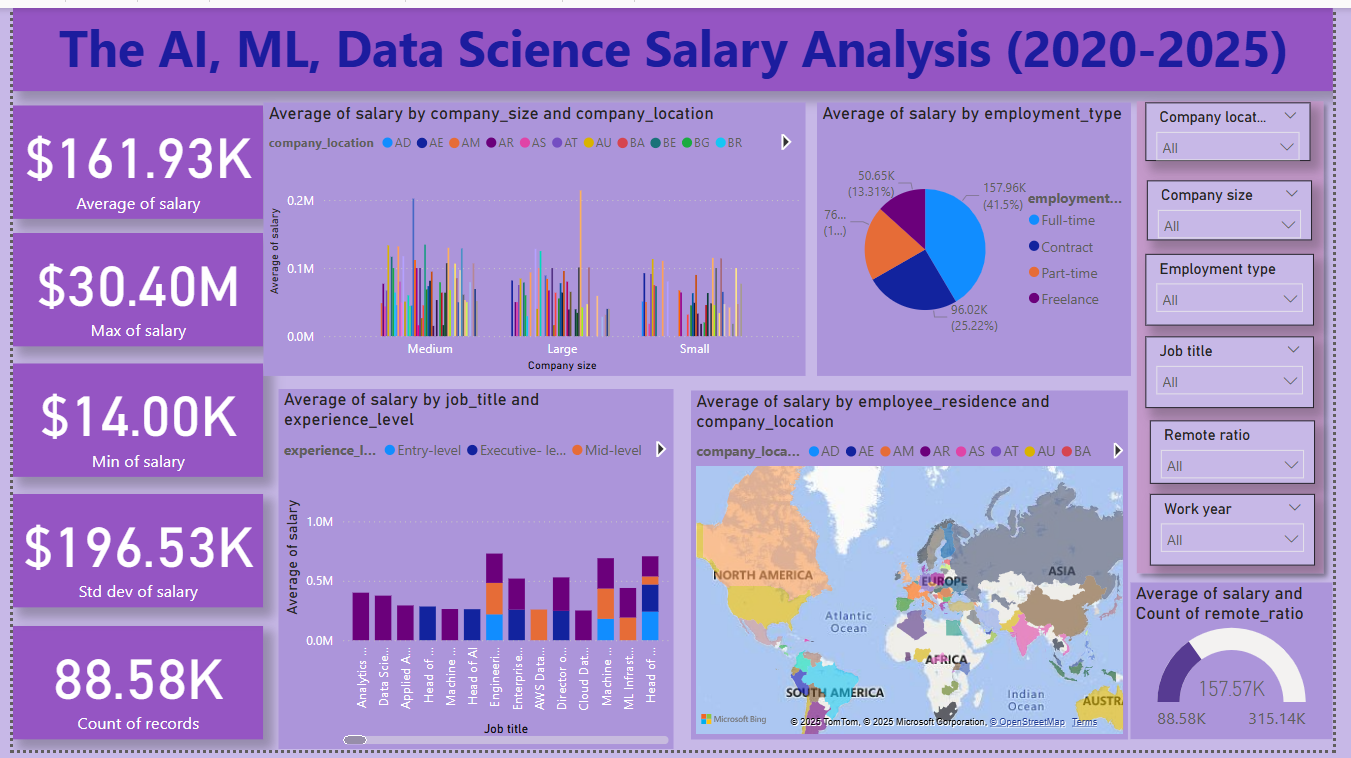 The AI, ML, Data Science Salary Analysis (2020-2025)
$161.93K
Average of salary
$30.40M
Max of salary
$14.00K
Min of salary
$196.53K
Std dev of salary
88.58K
Count of records
Average of salary by company_size and company_location
company_location AD AE AM AR AS AT AU BA BE BG BR
Average of salary
0.2M
0.1M
0.0M
Medium Large Small
Company size
Average of salary by employment_type
50.65K
(13.31%)
157.96K
(41.5%)
76...
(1...)
96.02K
(25.22%)
employment...
Full-time
Contract
Part-time
Freelance
Average of salary by job_title and
experience_level
experience_l... Entry-level Executive- le... Mid-level
Average of salary
1.0M
0.5M
0.0M
Analytics
Data Scie...
Applied A...
Head of ...
Machine ...
Head of AI
Engineeri...
Enterprise...
AWS Data...
Director o...
Cloud Dat...
Machine ...
ML Infrast...
Head of ...
Job title
Average of salary by employee_residence and
company_location
company_loca... AD AE AM AR AS AT AU BA
NORTH AMERICA
EUROPE
ASIA
Atlantic
Ocean
AFRICA
SOUTH AMERICA
Indian
Ocean
AUSTR
Microsoft Bing
© 2025 TomTom, © 2025 Microsoft Corporation, © OpenStreetMap Terms
Company locat...
All
Company size
All
Employment type
All
Job title
All
Remote ratio
All
Work year
All
Average of salary and
Count of remote_ratio
157.57K
88.58K 315.14K